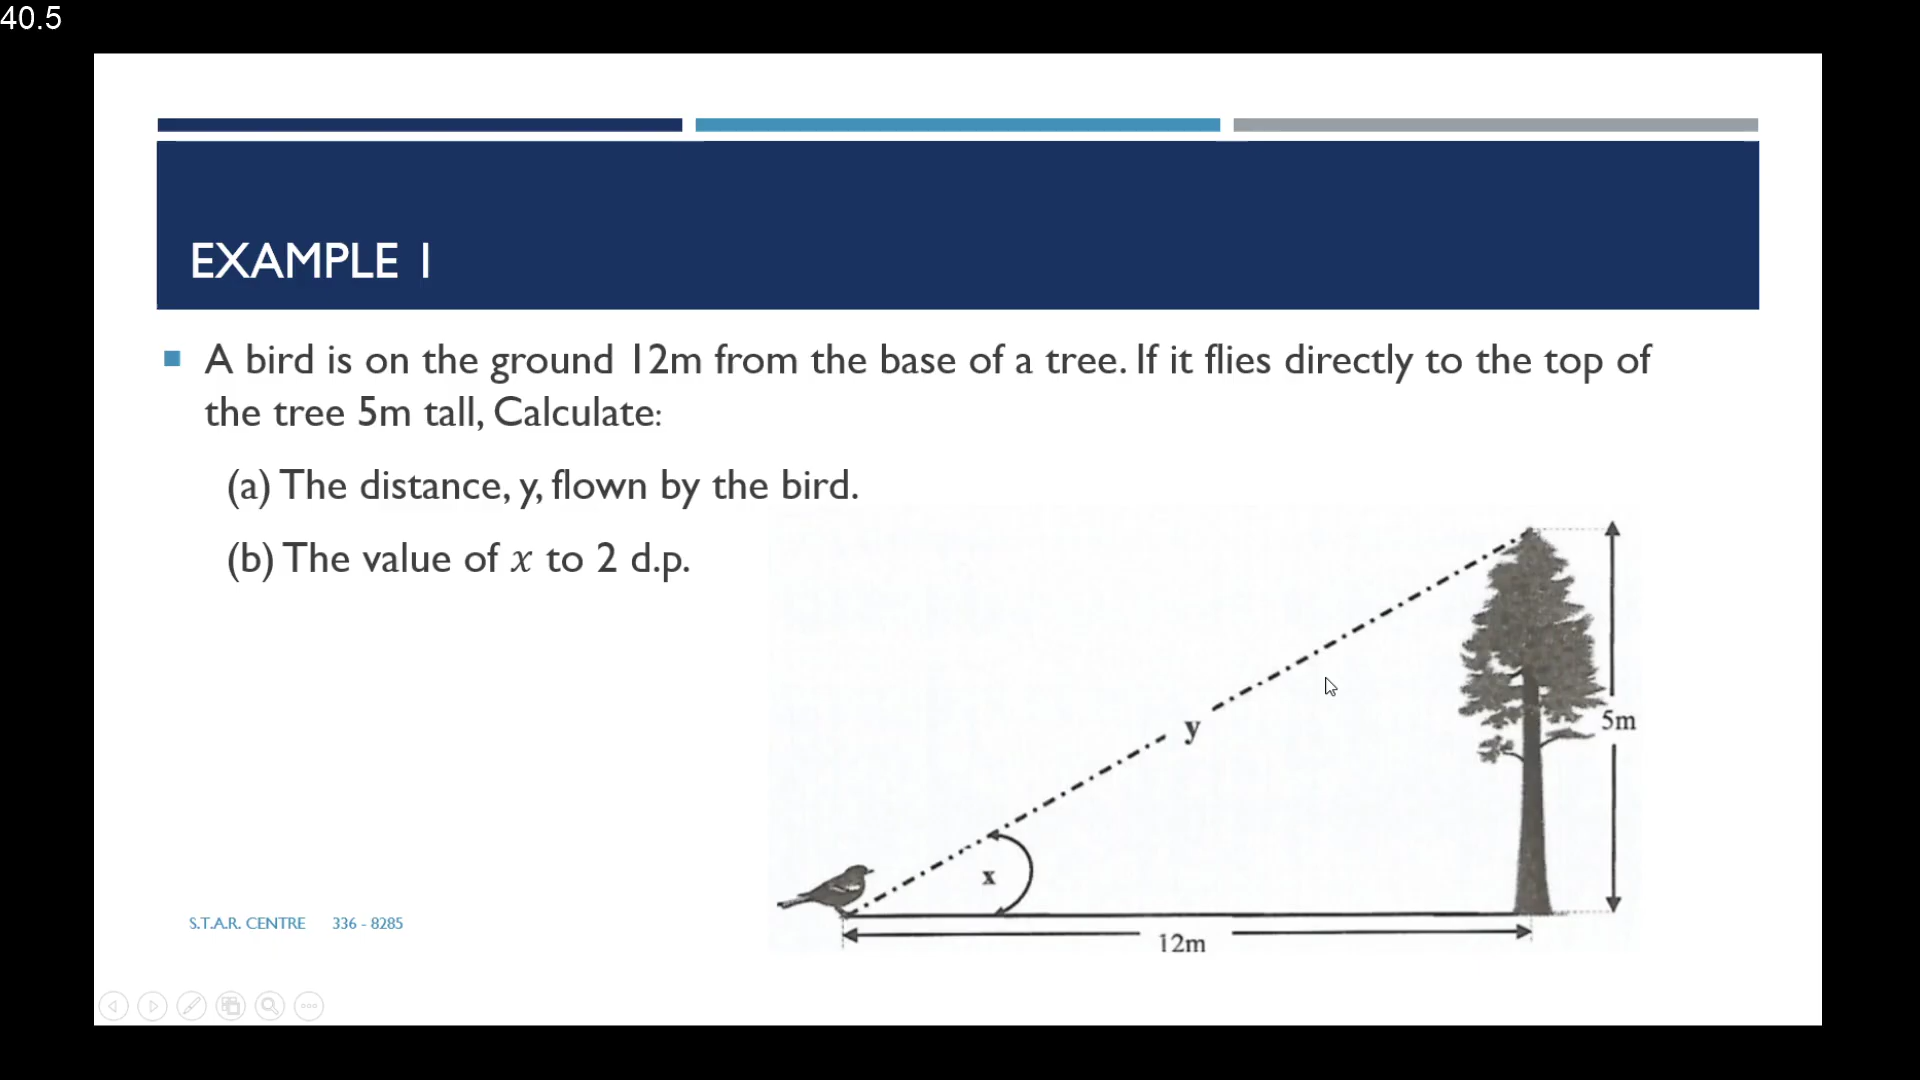 40.5
EXAMPLE 1
A bird is on the ground 12m from the base of a tree. If it flies directly to the top of
the tree 5m tall, Calculate:
(a) The distance, y, flown by the bird.
(b) The value of x to 2 d.p.
y
5m
x
12m
S.T.A.R. CENTRE 336 - 8285